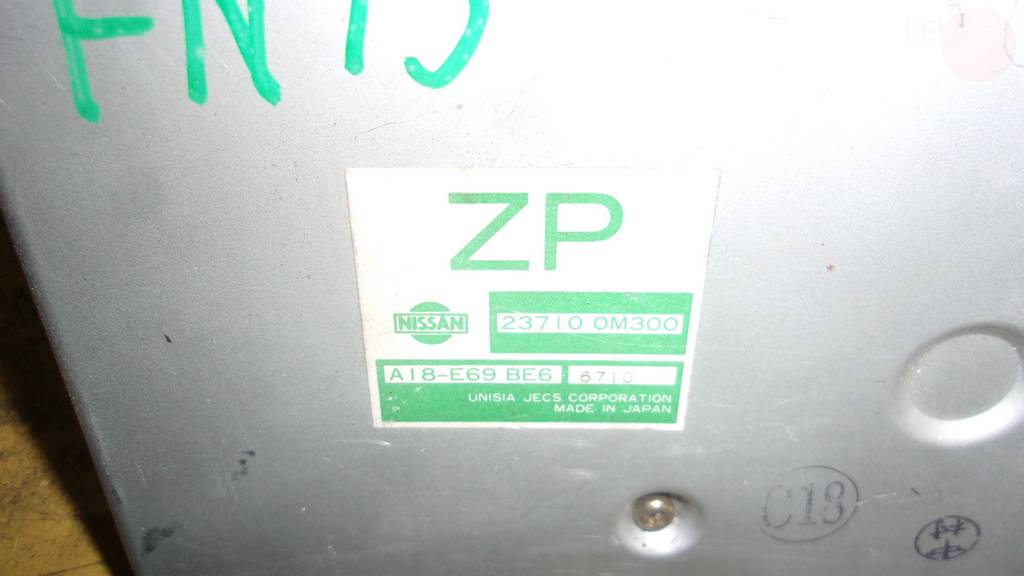 FN15
ZP
NISSAN
23710 0M300
A18-E69 BE6 6710
UNISIA JECS CORPORATION
MADE IN JAPAN
C13